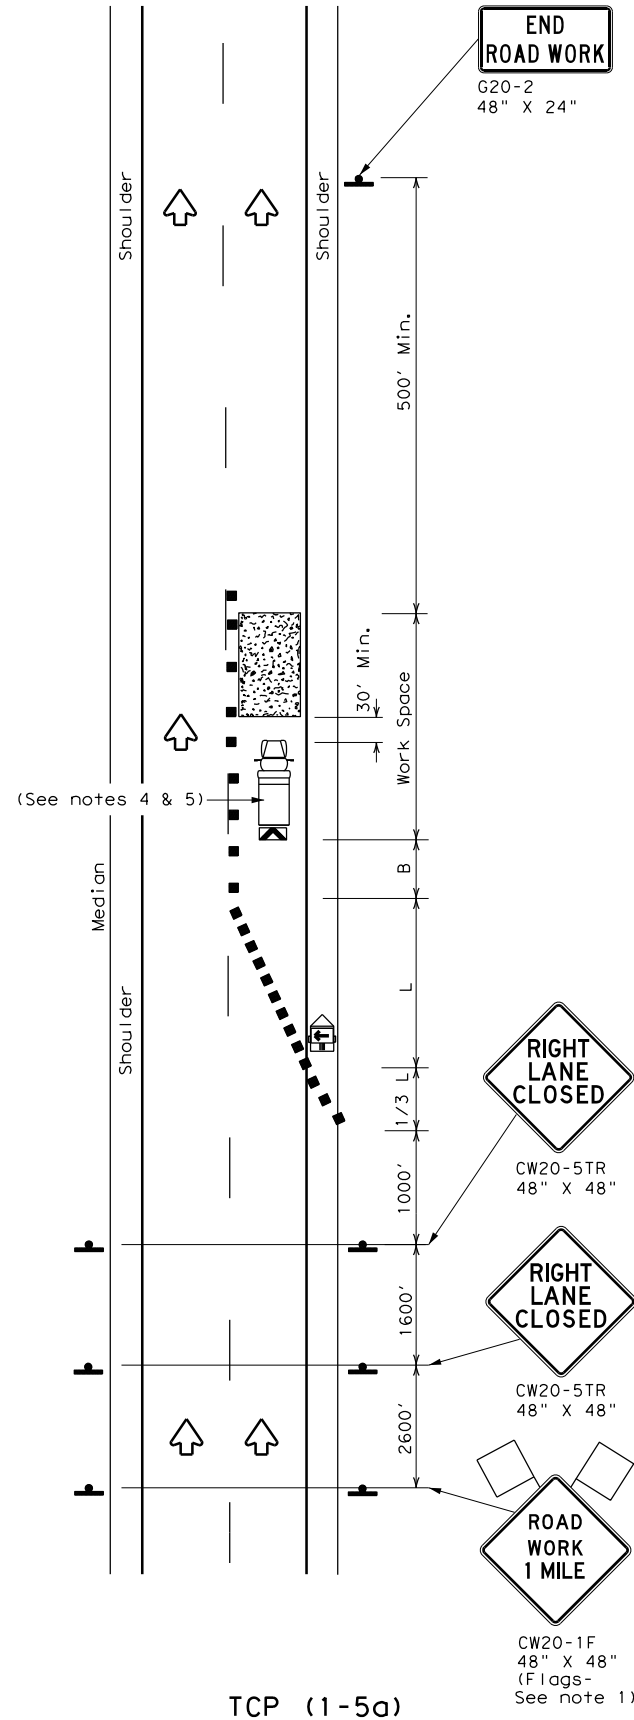 END
ROAD WORK
G20-2
48" X 24"
Shoulder
Shoulder
500' Min.
30' Min.
Work Space
(See notes 4 & 5)
B
Median
L
Shoulder
RIGHT
LANE
CLOSED
1/3 L
CW20-5TR
48" X 48"
1000'
RIGHT
LANE
CLOSED
1600'
CW20-5TR
48" X 48"
2600'
ROAD
WORK
1 MILE
CW20-1F
48" X 48"
(Flags-
See note 1)
TCP (1-5a)